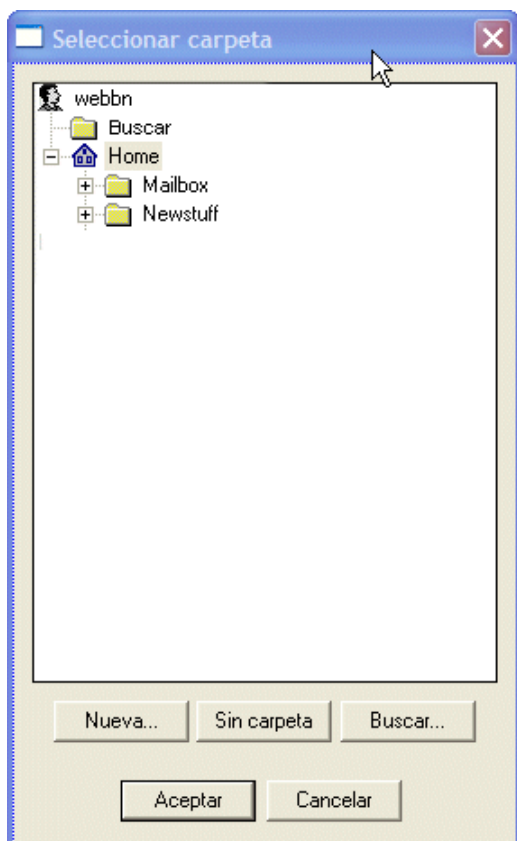 Seleccionar carpeta
webbn
Buscar
Home
Mailbox
Newstuff
Nueva... Sin carpeta Buscar...
Aceptar Cancelar